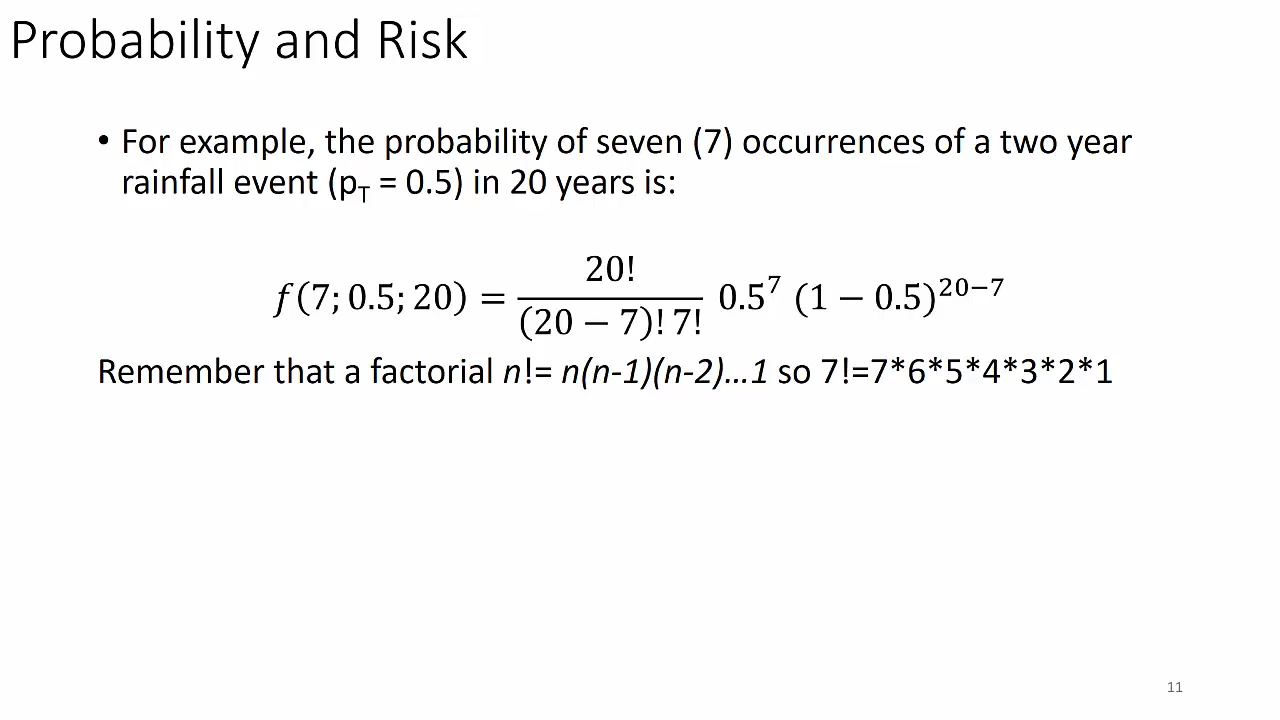 Probability and Risk
• For example, the probability of seven (7) occurrences of a two year
rainfall event (p_T = 0.5) in 20 years is:
f(7; 0.5; 20) = \frac{20!}{(20 − 7)! 7!} 0.5^7 (1 − 0.5)^{20−7}
Remember that a factorial n!= n(n-1)(n-2)…1 so 7!=7*6*5*4*3*2*1
11